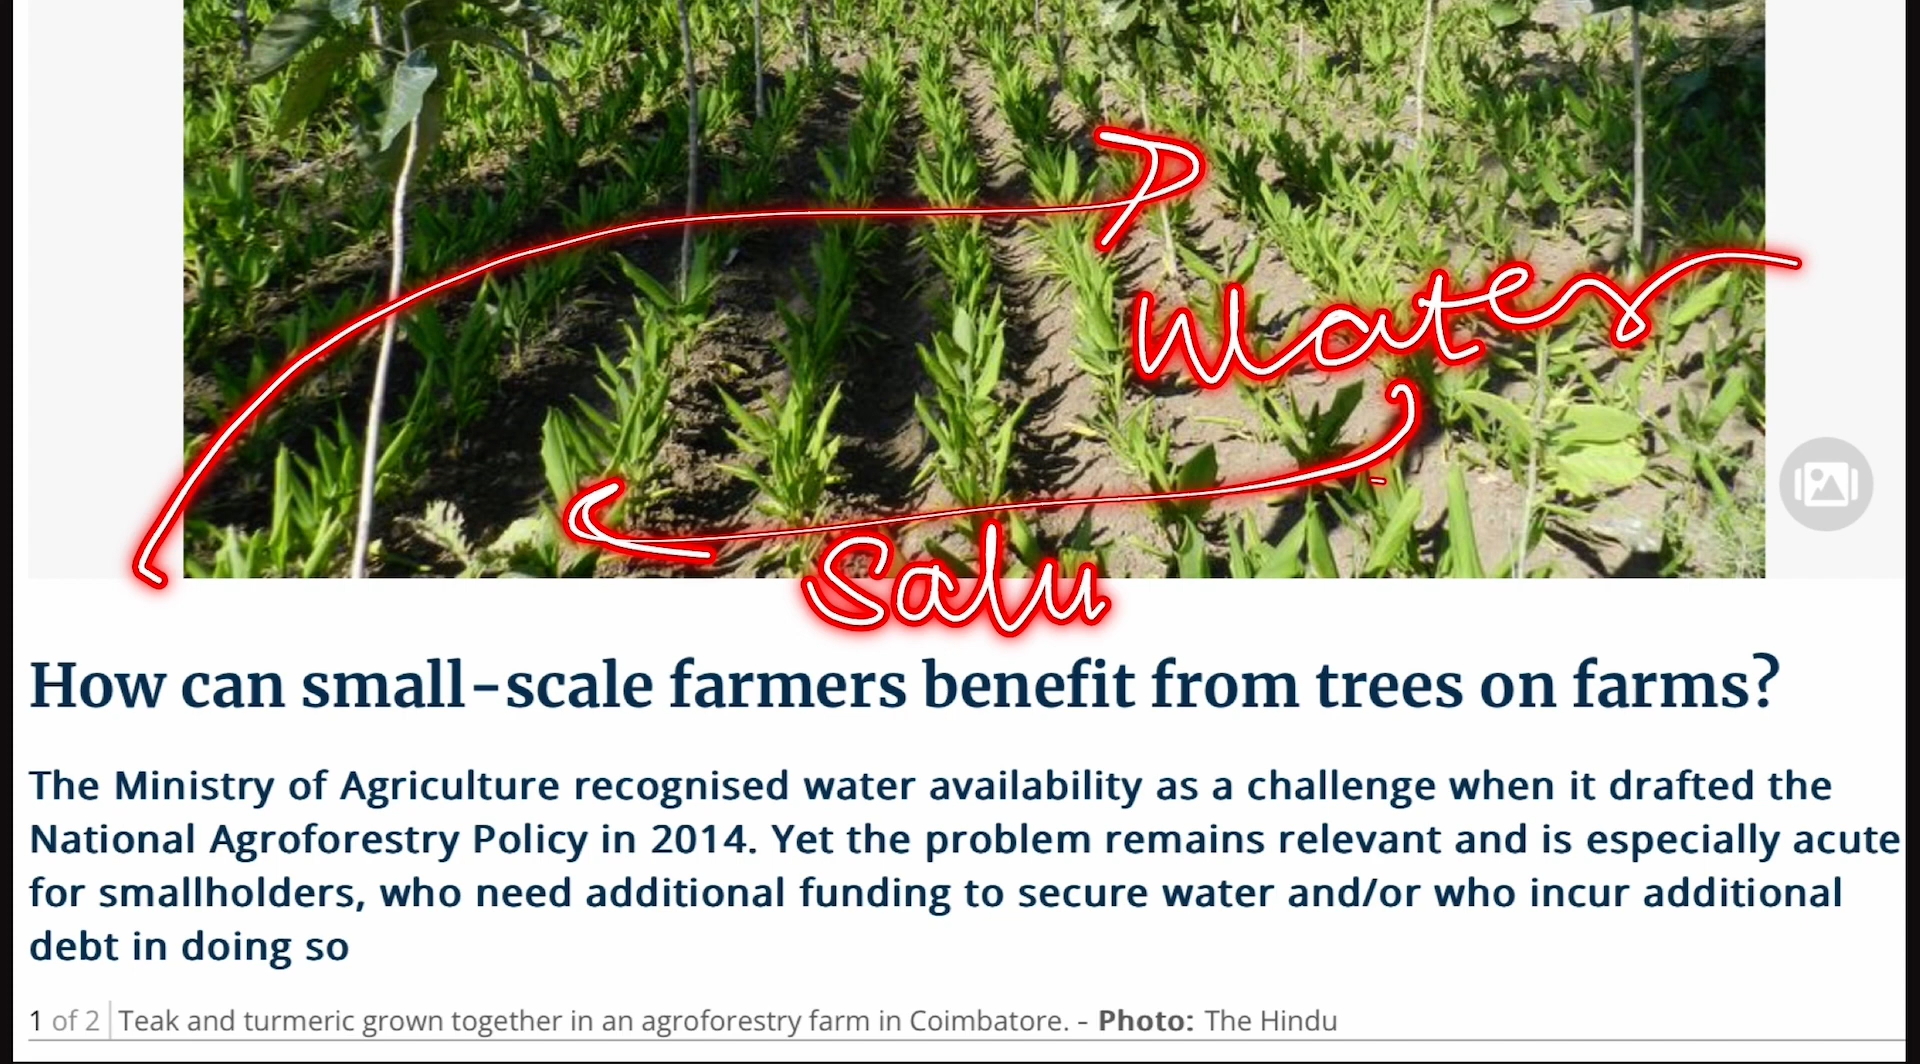 Water
Salu
How can small-scale farmers benefit from trees on farms?
The Ministry of Agriculture recognised water availability as a challenge when it drafted the
National Agroforestry Policy in 2014. Yet the problem remains relevant and is especially acute
for smallholders, who need additional funding to secure water and/or who incur additional
debt in doing so
1 of 2 Teak and turmeric grown together in an agroforestry farm in Coimbatore. - Photo: The Hindu